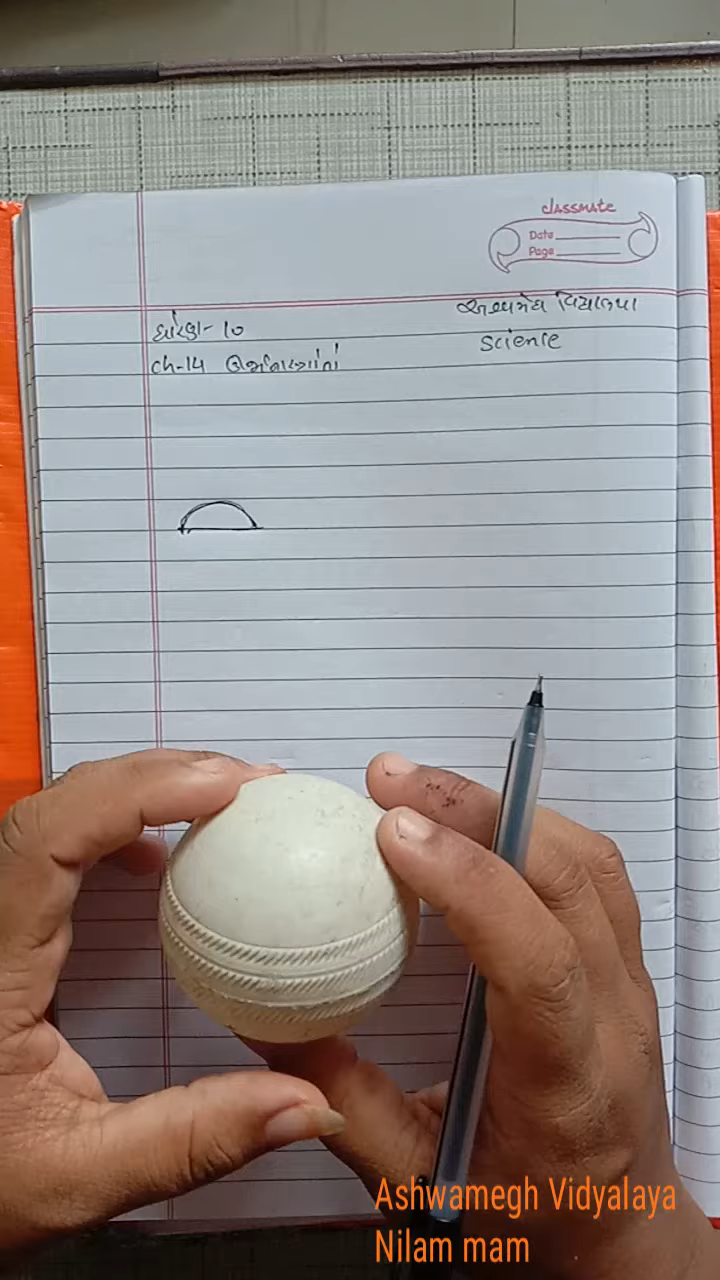 classmate
Date
Page
અશ્વમેઘ વિદ્યાલયા
ધોરણ- 10
Science
ch-14 ઊર્જાસ્ત્રોતો
Ashwamegh Vidyalaya
Nilam mam